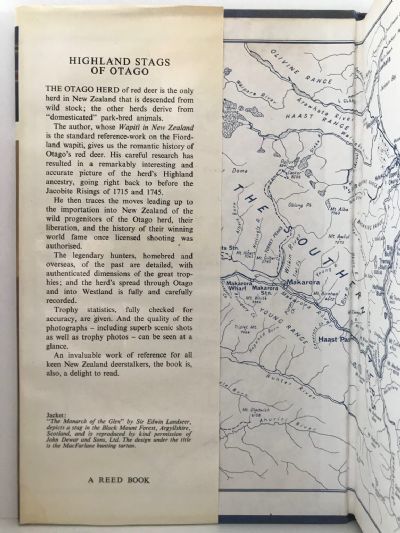 HIGHLAND STAGS
OF OTAGO
THE OTAGO HERD of red deer is the only
herd in New Zealand that is descended from
wild stock; the other herds derive from
“domesticated” park-bred animals.
The author, whose Wapiti in New Zealand
is the standard reference-work on the Fiord-
land wapiti, gives us the romantic history of
Otago's red deer. His careful research has
resulted in a remarkably interesting and
accurate picture of the herd's Highland
ancestry, going right back to before the
Jacobite Risings of 1715 and 1745.
He then traces the moves leading up to
the importation into New Zealand of the
wild progenitors of the Otago herd, their
liberation, and the history of their winning
world fame once licensed shooting was
authorised.
The legendary hunters, homebred and
overseas, of the past are detailed, with
authenticated dimensions of the great trop-
hies; and the herd's spread through Otago
and into Westland is fully and carefully
recorded.
Trophy statistics, fully checked for
accuracy, are given. And the quality of the
photographs – including superb scenic shots
as well as trophy photos – can be seen at a
glance.
An invaluable work of reference for all
keen New Zealand deerstalkers, the book is,
also, a delight to read.
Jacket:
"The Monarch of the Glen" by Sir Edwin Landseer,
depicts a stag in the Black Mount Forest, Argyllshire,
Scotland, and is reproduced by kind permission of
John Dewar and Sons, Ltd. The design under the title
is the MacFarlane hunting tartan.
A REED BOOK
OLIVINE RANGE
HAAST RANGE
THE SOUTH
Makarora
Wharf
Makarora
Stn.
Makarora
YOUNG RANGE
Haast Pas
Hunter River